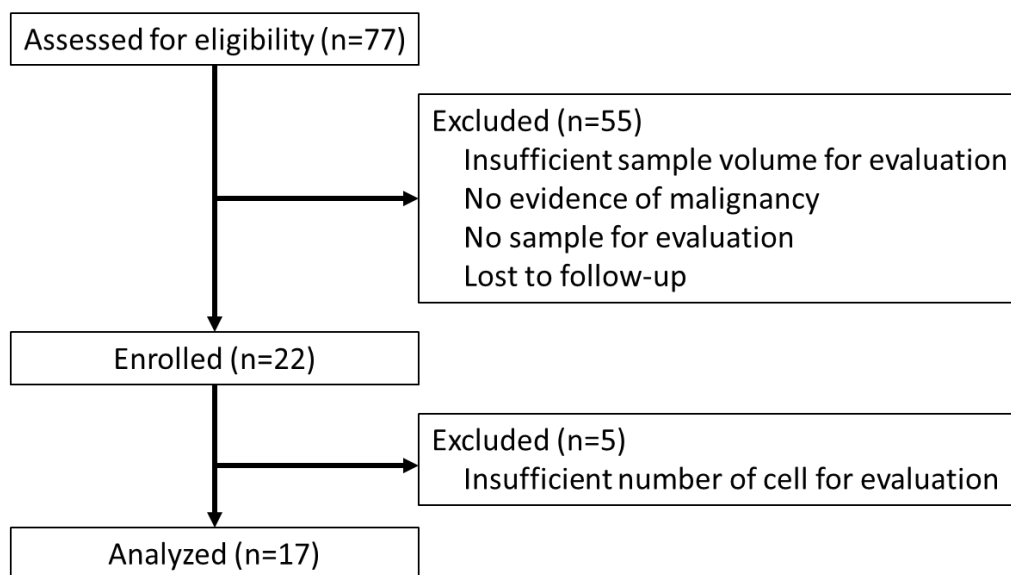 Assessed for eligibility (n=77)
Excluded (n=55)
Insufficient sample volume for evaluation
No evidence of malignancy
No sample for evaluation
Lost to follow-up
Enrolled (n=22)
Excluded (n=5)
Insufficient number of cell for evaluation
Analyzed (n=17)